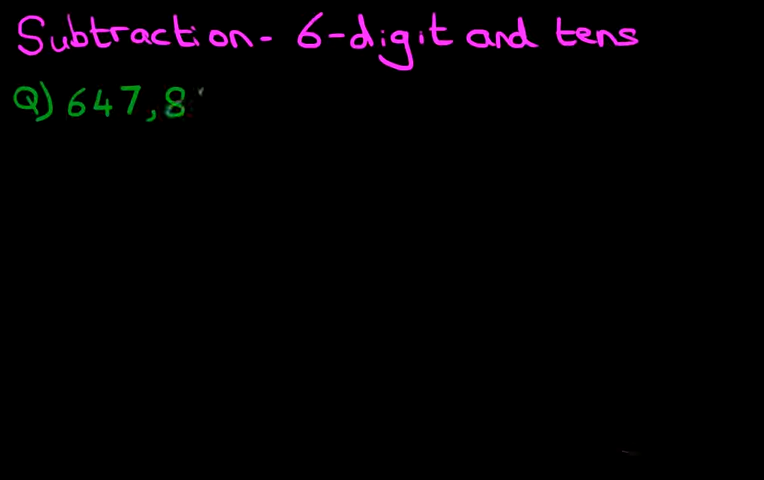 Subtraction- 6-digit and tens
Q) 647,8